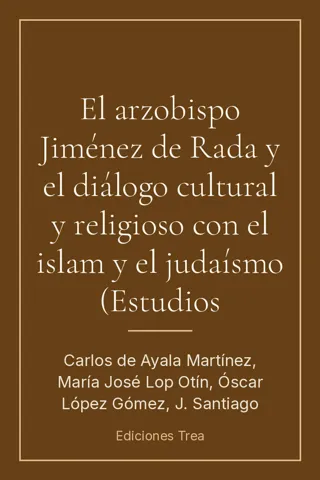 El arzobispo
Jiménez de Rada y
el diálogo cultural
y religioso con el
islam y el judaísmo
(Estudios
Carlos de Ayala Martínez,
María José Lop Otín, Óscar
López Gómez, J. Santiago
Ediciones Trea